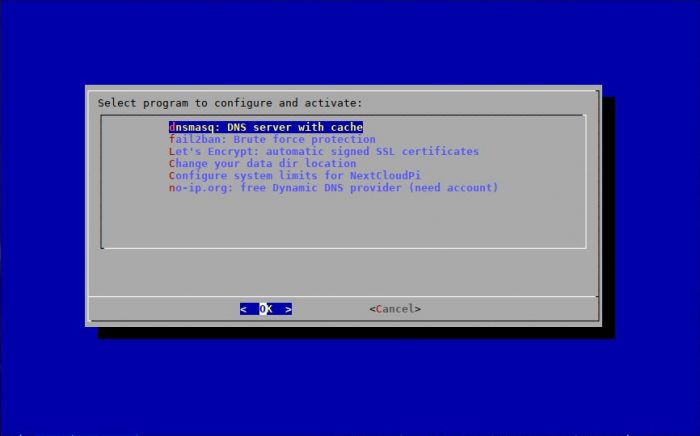 Select program to configure and activate:
dnsmasq: DNS server with cache
fail2ban: Brute force protection
Let's Encrypt: automatic signed SSL certificates
Change your data dir location
Configure system limits for NextCloudPi
no-ip.org: free Dynamic DNS provider (need account)
< OK > <Cancel>